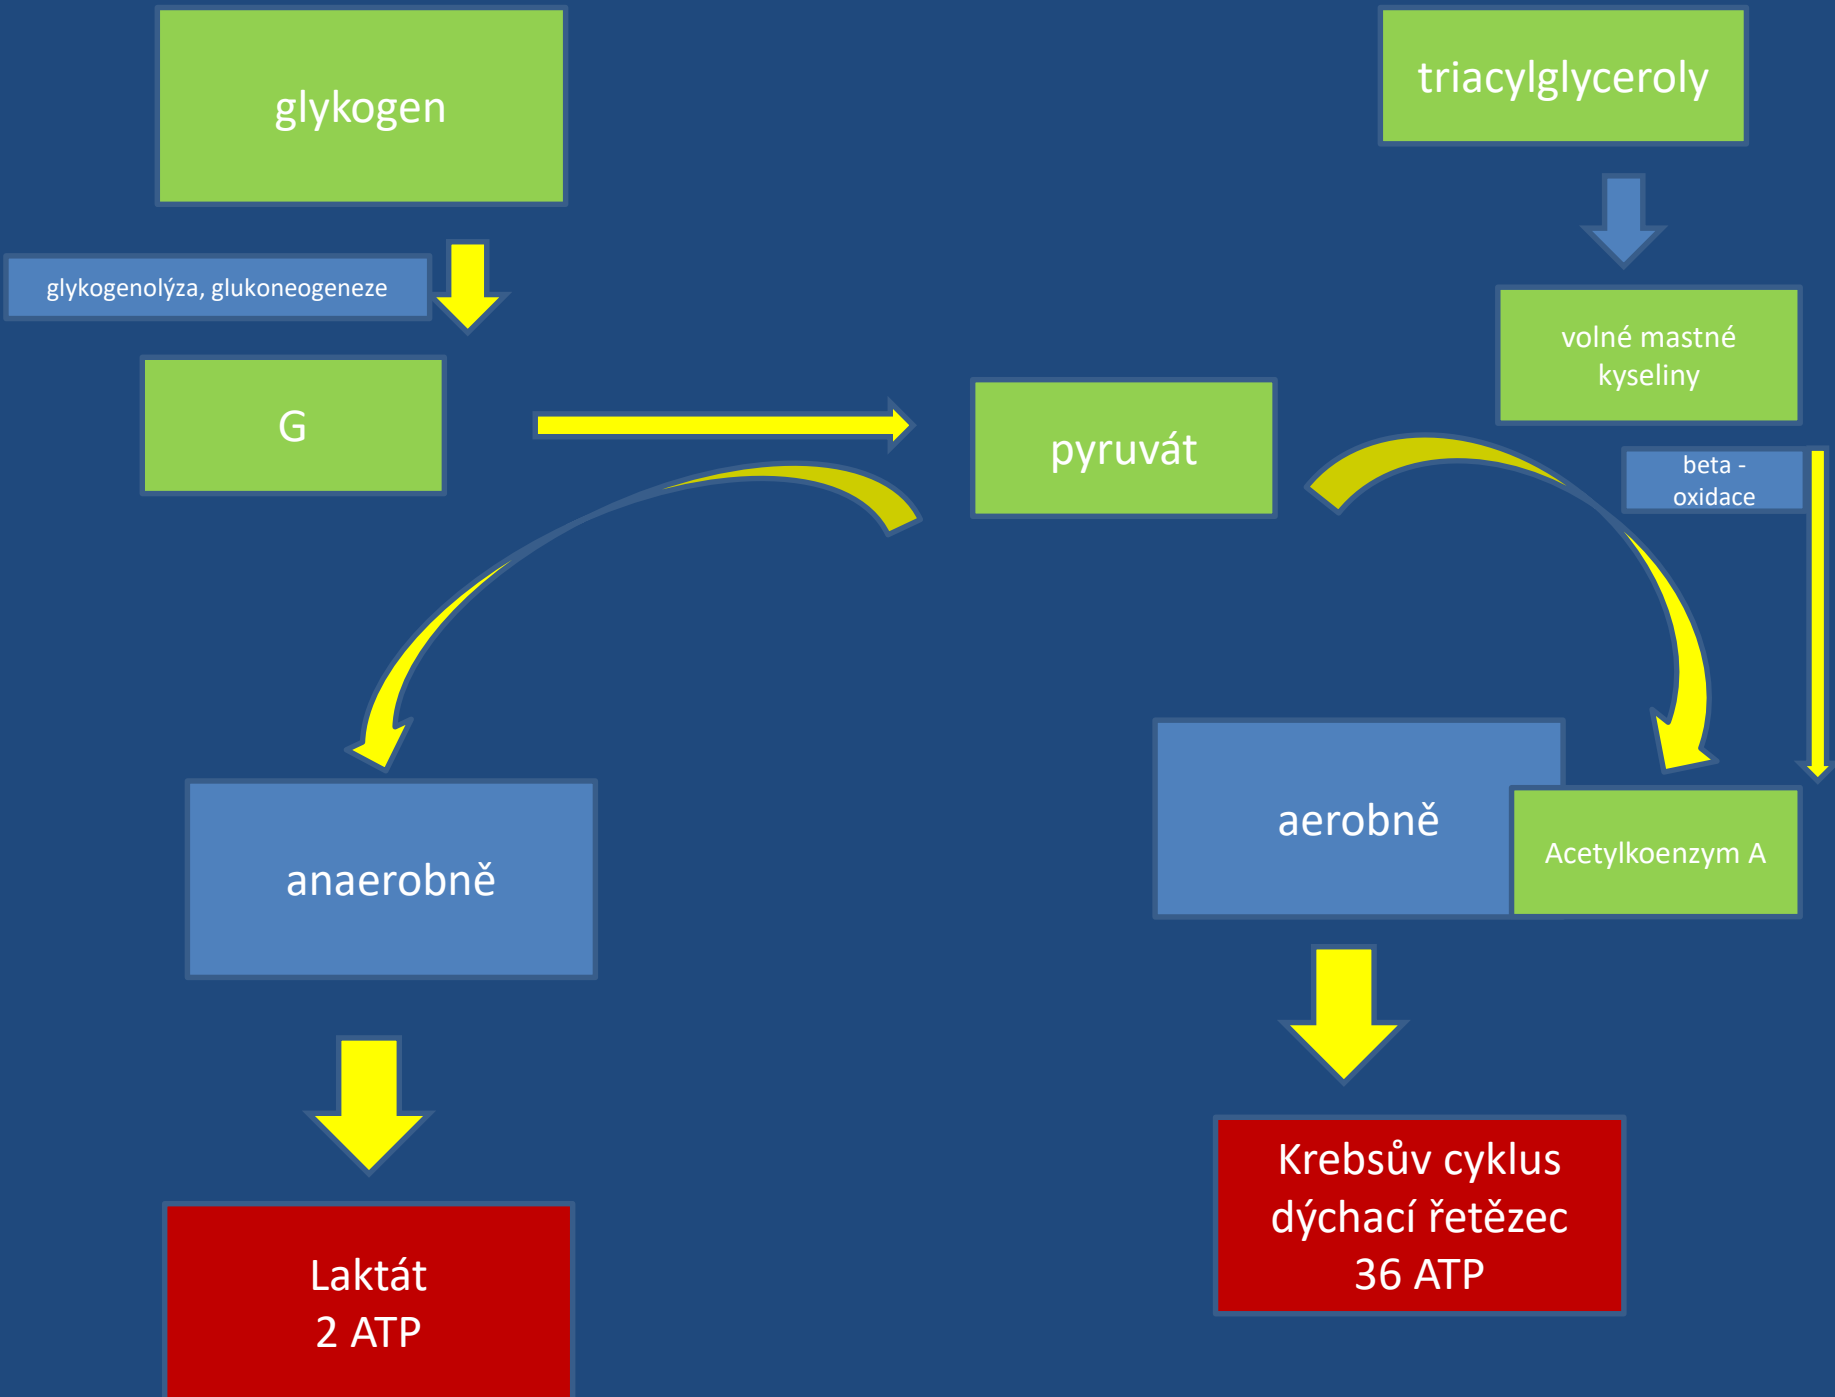 glykogen
triacylglyceroly
glykogenolýza, glukoneogeneze
volné mastné
kyseliny
G
pyruvát
beta -
oxidace
anaerobně
aerobně
Acetylkoenzym A
Laktát
2 ATP
Krebsův cyklus
dýchací řetězec
36 ATP